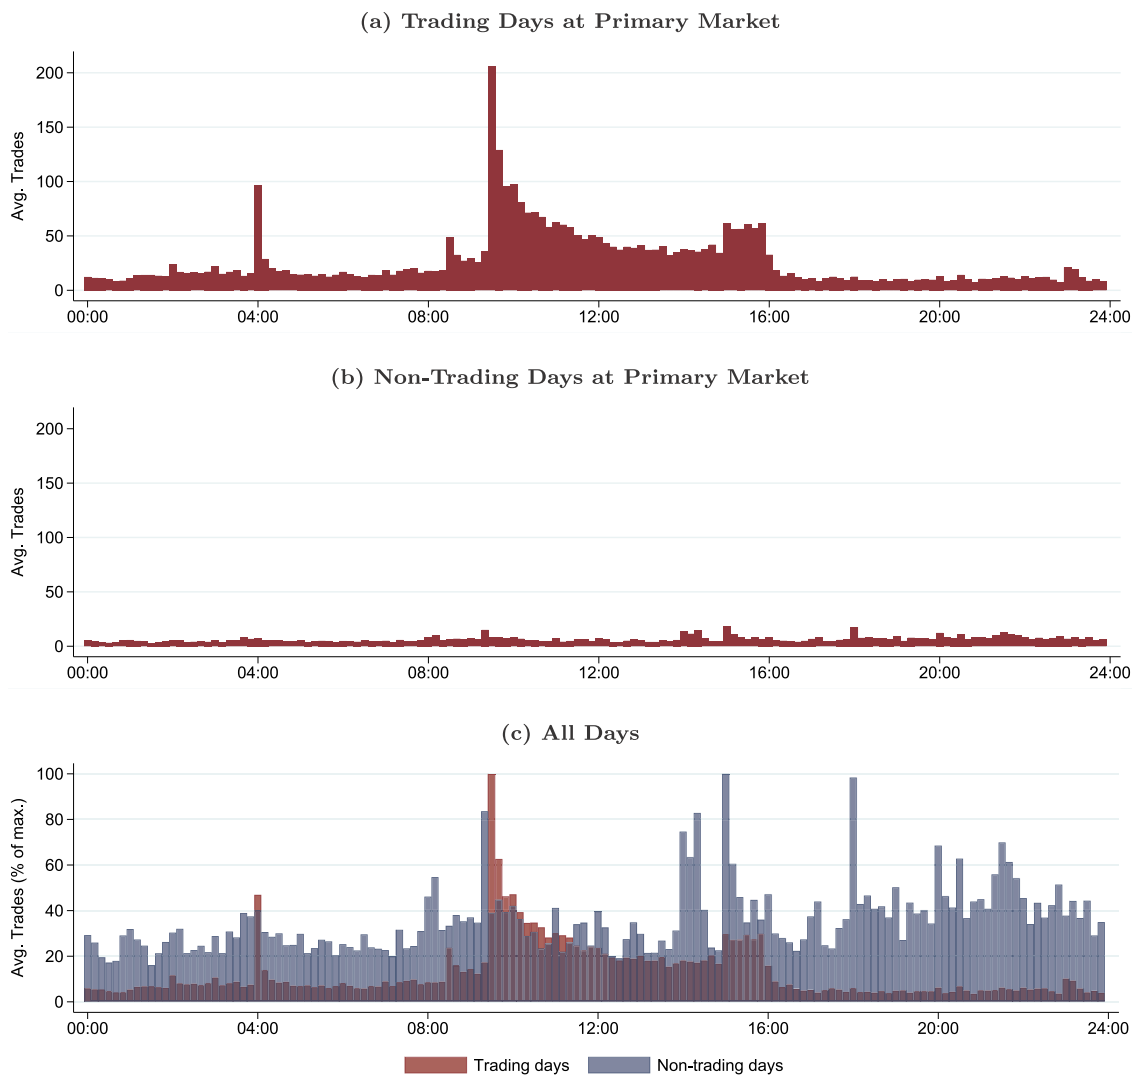 (a) Trading Days at Primary Market
Avg. Trades
200
150
100
50
0
00:00 04:00 08:00 12:00 16:00 20:00 24:00
(b) Non-Trading Days at Primary Market
Avg. Trades
200
150
100
50
0
00:00 04:00 08:00 12:00 16:00 20:00 24:00
(c) All Days
Avg. Trades (% of max.)
100
80
60
40
20
0
00:00 04:00 08:00 12:00 16:00 20:00 24:00
Trading days Non-trading days